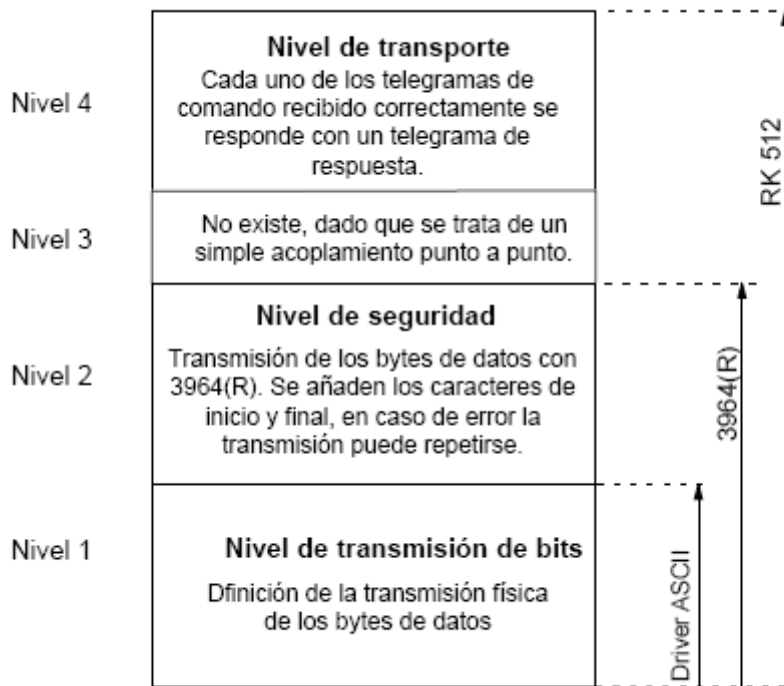 Nivel 4
Nivel de transporte
Cada uno de los telegramas de
comando recibido correctamente se
responde con un telegrama de
respuesta.
Nivel 3
No existe, dado que se trata de un
simple acoplamiento punto a punto.
Nivel 2
Nivel de seguridad
Transmisión de los bytes de datos con
3964(R). Se añaden los caracteres de
inicio y final, en caso de error la
transmisión puede repetirse.
Nivel 1
Nivel de transmisión de bits
Dfinición de la transmisión física
de los bytes de datos
Driver ASCII
3964(R)
RK 512